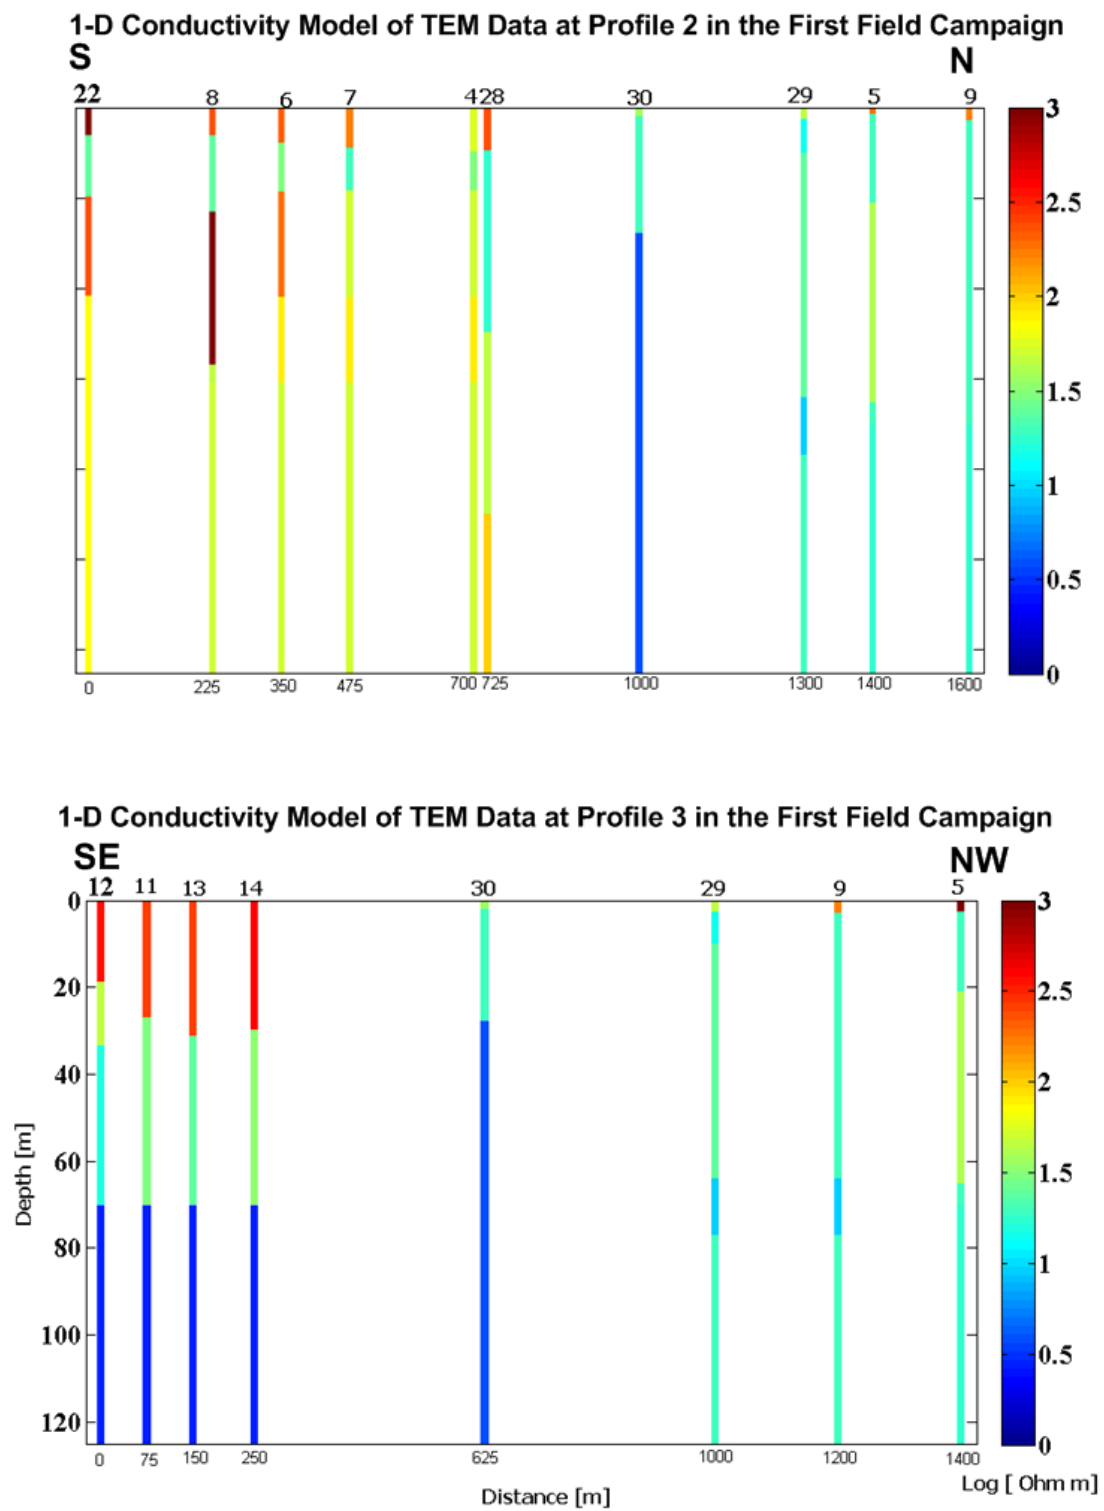 1-D Conductivity Model of TEM Data at Profile 2 in the First Field Campaign
S N
22 8 6 7 428 30 29 5 9
3
2.5
2
1.5
1
0.5
0
0 225 350 475 700 725 1000 1300 1400 1600
1-D Conductivity Model of TEM Data at Profile 3 in the First Field Campaign
SE NW
12 11 13 14 30 29 9 5
0
20
40
60
80
100
120
Depth [m]
3
2.5
2
1.5
1
0.5
0
0 75 150 250 625 1000 1200 1400
Log [ Ohm m]
Distance [m]